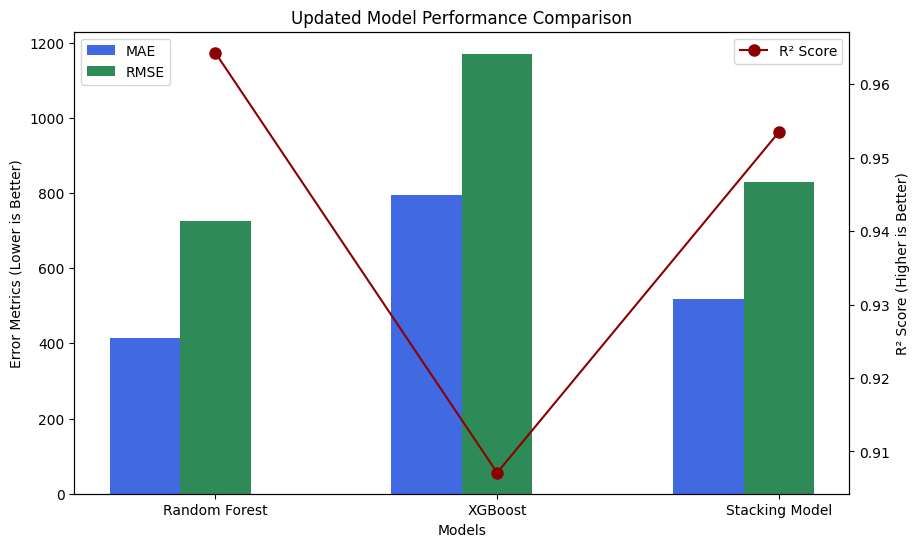 Updated Model Performance Comparison
MAE
RMSE
R² Score
Error Metrics (Lower is Better)
1200
1000
800
600
400
200
0
R² Score (Higher is Better)
0.96
0.95
0.94
0.93
0.92
0.91
Random Forest
XGBoost
Stacking Model
Models